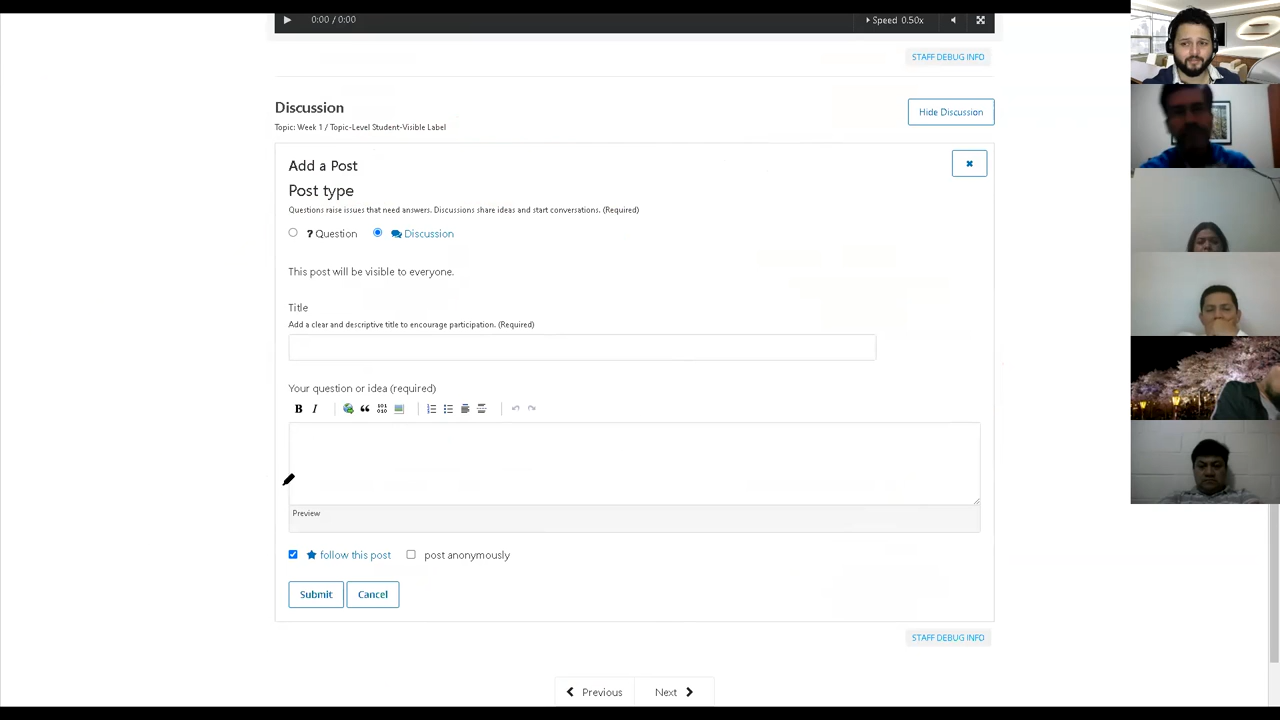 0:00 / 0:00
Speed 0.50x
STAFF DEBUG INFO
Discussion
Hide Discussion
Topic: Week 1 / Topic-Level Student-Visible Label
Add a Post
Post type
Questions raise issues that need answers. Discussions share ideas and start conversations. (Required)
? Question
Discussion
This post will be visible to everyone.
Title
Add a clear and descriptive title to encourage participation. (Required)
Your question or idea (required)
B I
101 010
Preview
follow this post
post anonymously
Submit
Cancel
STAFF DEBUG INFO
Previous
Next